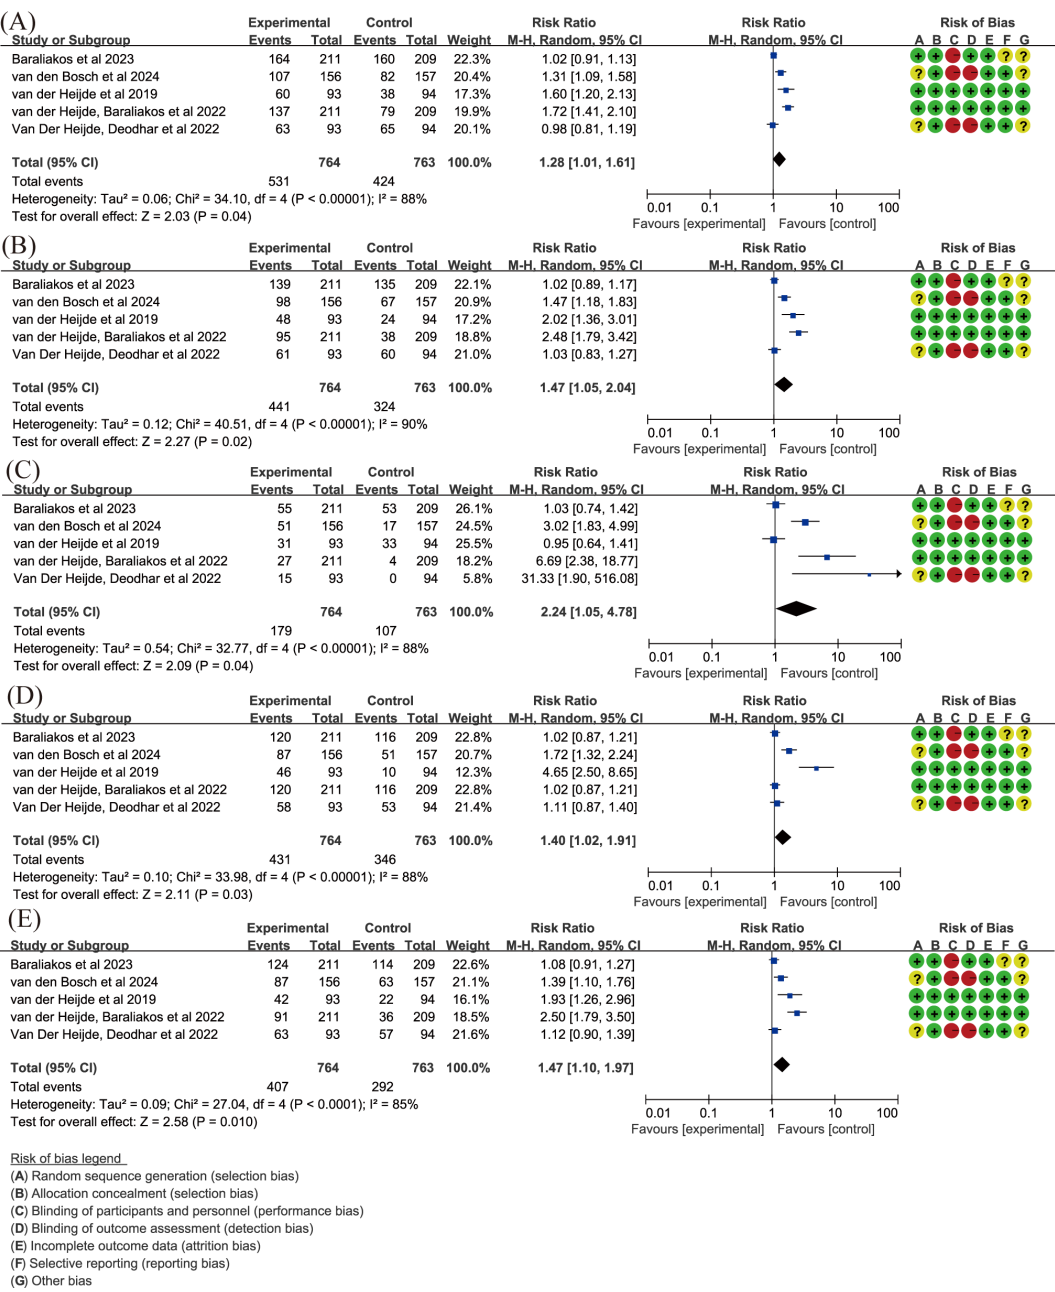 (A)
Experimental Control Risk Ratio Risk Ratio Risk of Bias
Study or Subgroup Events Total Events Total Weight M-H, Random, 95% CI M-H, Random, 95% CI A B C D E F G
Baraliakos et al 2023 164 211 160 209 22.3% 1.02 [0.91, 1.13] + + - + + ? ?
van den Bosch et al 2024 107 156 82 157 20.4% 1.31 [1.09, 1.58] ? + - - + + ?
van der Heijde et al 2019 60 93 38 94 17.3% 1.60 [1.20, 2.13] + + + + + + +
van der Heijde, Baraliakos et al 2022 137 211 79 209 19.9% 1.72 [1.41, 2.10] + + + + + + +
Van Der Heijde, Deodhar et al 2022 63 93 65 94 20.1% 0.98 [0.81, 1.19] ? + - - + + ?
Total (95% CI) 764 763 100.0% 1.28 [1.01, 1.61]
Total events 531 424
Heterogeneity: Tau² = 0.06; Chi² = 34.10, df = 4 (P < 0.00001); I² = 88%
Test for overall effect: Z = 2.03 (P = 0.04)
0.01 0.1 1 10 100
Favours [experimental] Favours [control]
(B)
Experimental Control Risk Ratio Risk Ratio Risk of Bias
Study or Subgroup Events Total Events Total Weight M-H, Random, 95% CI M-H, Random, 95% CI A B C D E F G
Baraliakos et al 2023 139 211 135 209 22.1% 1.02 [0.89, 1.17] + + - + + ? ?
van den Bosch et al 2024 98 156 67 157 20.9% 1.47 [1.18, 1.83] ? + - - + + ?
van der Heijde et al 2019 48 93 24 94 17.2% 2.02 [1.36, 3.01] + + + + + + +
van der Heijde, Baraliakos et al 2022 95 211 38 209 18.8% 2.48 [1.79, 3.42] + + + + + + +
Van Der Heijde, Deodhar et al 2022 61 93 60 94 21.0% 1.03 [0.83, 1.27] ? + - - + + ?
Total (95% CI) 764 763 100.0% 1.47 [1.05, 2.04]
Total events 441 324
Heterogeneity: Tau² = 0.12; Chi² = 40.51, df = 4 (P < 0.00001); I² = 90%
Test for overall effect: Z = 2.27 (P = 0.02)
0.01 0.1 1 10 100
Favours [experimental] Favours [control]
(C)
Experimental Control Risk Ratio Risk Ratio Risk of Bias
Study or Subgroup Events Total Events Total Weight M-H, Random, 95% CI M-H, Random, 95% CI A B C D E F G
Baraliakos et al 2023 55 211 53 209 26.1% 1.03 [0.74, 1.42] + + - + + ? ?
van den Bosch et al 2024 51 156 17 157 24.5% 3.02 [1.83, 4.99] ? + - - + + ?
van der Heijde et al 2019 31 93 33 94 25.5% 0.95 [0.64, 1.41] + + + + + + +
van der Heijde, Baraliakos et al 2022 27 211 4 209 18.2% 6.69 [2.38, 18.77] + + + + + + +
Van Der Heijde, Deodhar et al 2022 15 93 0 94 5.8% 31.33 [1.90, 516.08] ? + - - + + ?
Total (95% CI) 764 763 100.0% 2.24 [1.05, 4.78]
Total events 179 107
Heterogeneity: Tau² = 0.54; Chi² = 32.77, df = 4 (P < 0.00001); I² = 88%
Test for overall effect: Z = 2.09 (P = 0.04)
0.01 0.1 1 10 100
Favours [experimental] Favours [control]
(D)
Experimental Control Risk Ratio Risk Ratio Risk of Bias
Study or Subgroup Events Total Events Total Weight M-H, Random, 95% CI M-H, Random, 95% CI A B C D E F G
Baraliakos et al 2023 120 211 116 209 22.8% 1.02 [0.87, 1.21] + + - + + ? ?
van den Bosch et al 2024 87 156 51 157 20.7% 1.72 [1.32, 2.24] ? + - - + + ?
van der Heijde et al 2019 46 93 10 94 12.3% 4.65 [2.50, 8.65] + + + + + + +
van der Heijde, Baraliakos et al 2022 120 211 116 209 22.8% 1.02 [0.87, 1.21] + + + + + + +
Van Der Heijde, Deodhar et al 2022 58 93 53 94 21.4% 1.11 [0.87, 1.40] ? + - - + + ?
Total (95% CI) 764 763 100.0% 1.40 [1.02, 1.91]
Total events 431 346
Heterogeneity: Tau² = 0.10; Chi² = 33.98, df = 4 (P < 0.00001); I² = 88%
Test for overall effect: Z = 2.11 (P = 0.03)
0.01 0.1 1 10 100
Favours [experimental] Favours [control]
(E)
Experimental Control Risk Ratio Risk Ratio Risk of Bias
Study or Subgroup Events Total Events Total Weight M-H, Random, 95% CI M-H, Random, 95% CI A B C D E F G
Baraliakos et al 2023 124 211 114 209 22.6% 1.08 [0.91, 1.27] + + - + + ? ?
van den Bosch et al 2024 87 156 63 157 21.1% 1.39 [1.10, 1.76] ? + - - + + ?
van der Heijde et al 2019 42 93 22 94 16.1% 1.93 [1.26, 2.96] + + + + + + +
van der Heijde, Baraliakos et al 2022 91 211 36 209 18.5% 2.50 [1.79, 3.50] + + + + + + +
Van Der Heijde, Deodhar et al 2022 63 93 57 94 21.6% 1.12 [0.90, 1.39] ? + - - + + ?
Total (95% CI) 764 763 100.0% 1.47 [1.10, 1.97]
Total events 407 292
Heterogeneity: Tau² = 0.09; Chi² = 27.04, df = 4 (P < 0.0001); I² = 85%
Test for overall effect: Z = 2.58 (P = 0.010)
0.01 0.1 1 10 100
Favours [experimental] Favours [control]
Risk of bias legend
(A) Random sequence generation (selection bias)
(B) Allocation concealment (selection bias)
(C) Blinding of participants and personnel (performance bias)
(D) Blinding of outcome assessment (detection bias)
(E) Incomplete outcome data (attrition bias)
(F) Selective reporting (reporting bias)
(G) Other bias